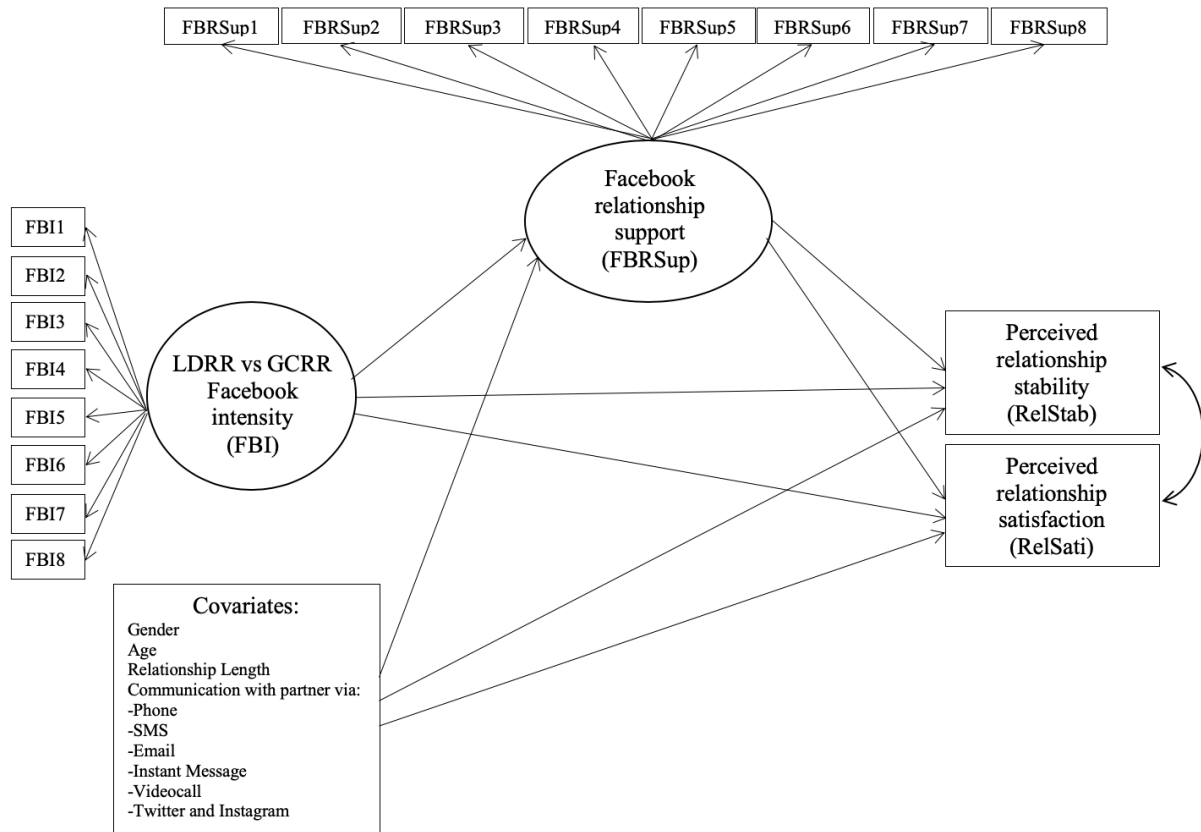 FBRSup1 FBRSup2 FBRSup3 FBRSup4 FBRSup5 FBRSup6 FBRSup7 FBRSup8
Facebook
relationship
support
(FBRSup)
FBI1
FBI2
FBI3
FBI4
FBI5
FBI6
FBI7
FBI8
LDRR vs GCRR
Facebook
intensity
(FBI)
Perceived
relationship
stability
(RelStab)
Perceived
relationship
satisfaction
(RelSati)
Covariates:
Gender
Age
Relationship Length
Communication with partner via:
-Phone
-SMS
-Email
-Instant Message
-Videocall
-Twitter and Instagram